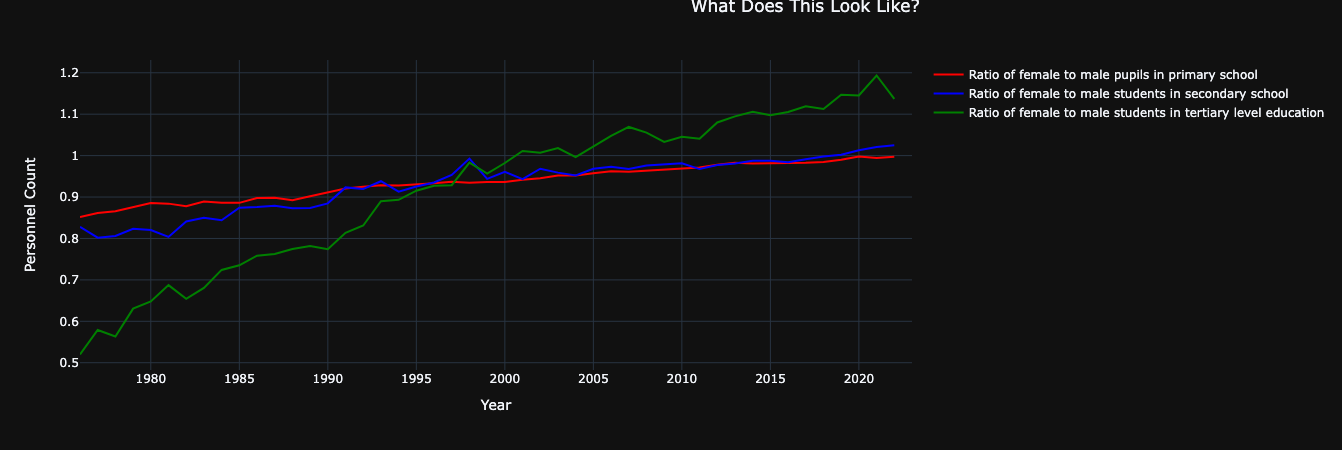 What Does This Look Like?
Ratio of female to male pupils in primary school
Ratio of female to male students in secondary school
Ratio of female to male students in tertiary level education
Personnel Count
1.2
1.1
1
0.9
0.8
0.7
0.6
0.5
1980 1985 1990 1995 2000 2005 2010 2015 2020
Year